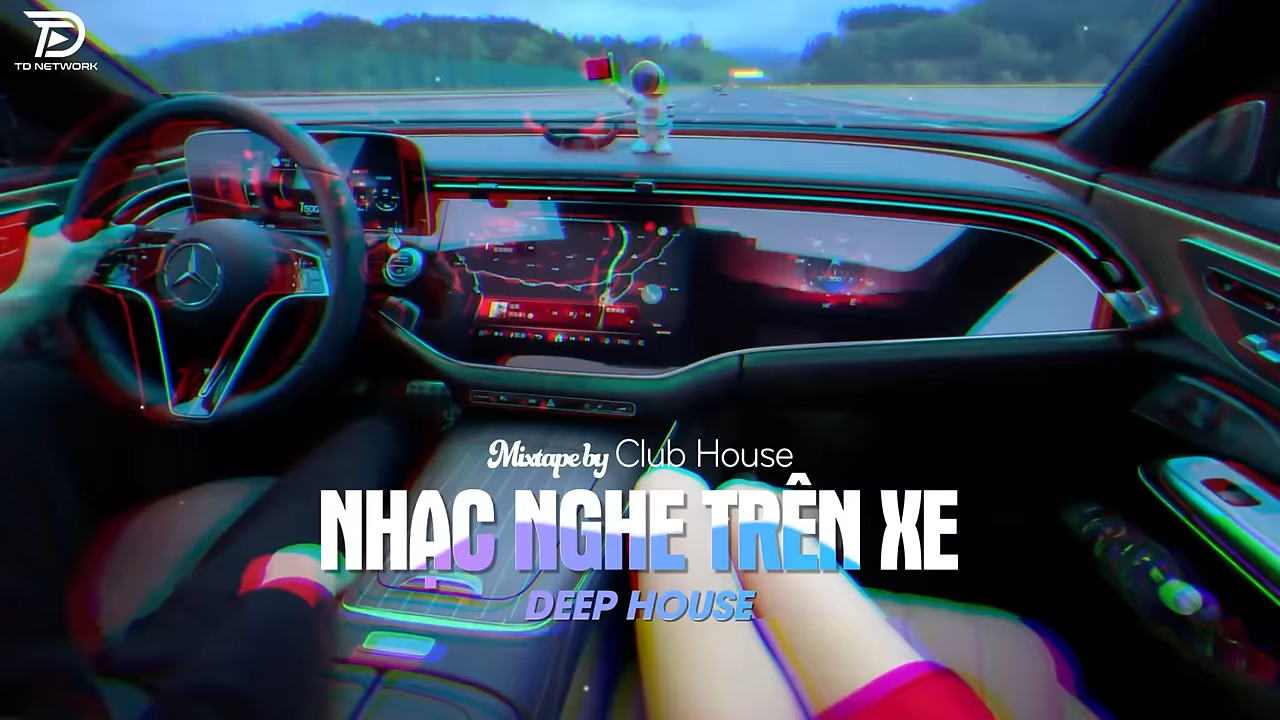 TD NETWORK
Mixtape by Club House
NHẠC NGHE TRÊN XE
DEEP HOUSE